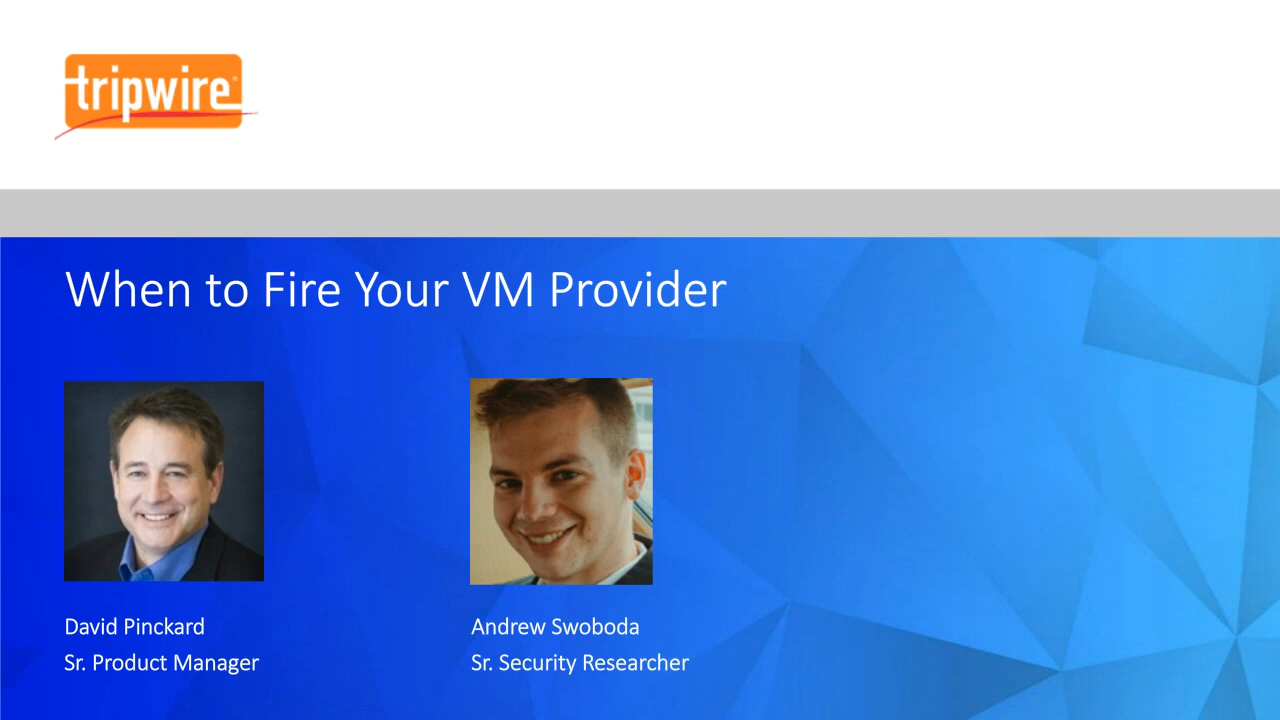 tripwire®
When to Fire Your VM Provider
David Pinckard
Sr. Product Manager
Andrew Swoboda
Sr. Security Researcher